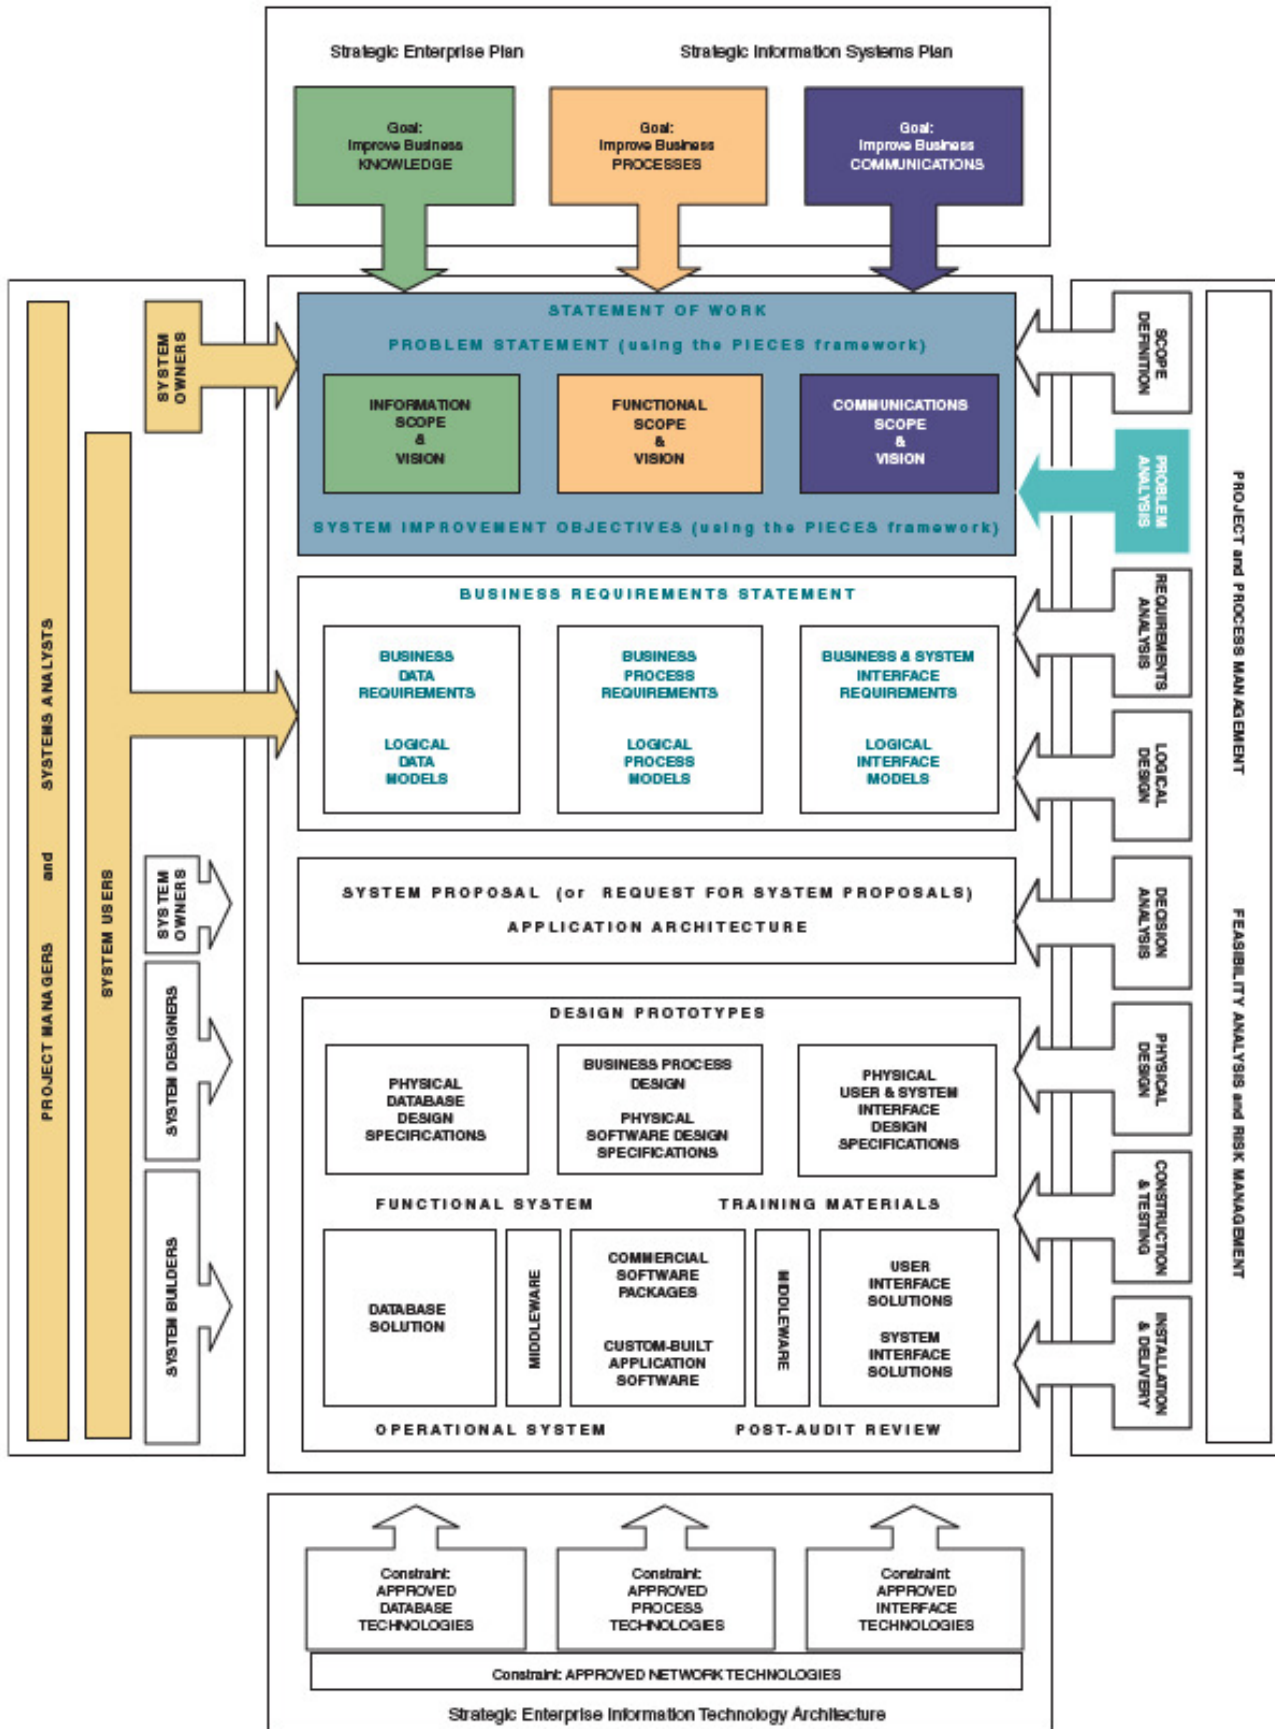 Strategic Enterprise Plan
Strategic Information Systems Plan
Goal:
Improve Business
KNOWLEDGE
Goal:
Improve Business
PROCESSES
Goal:
Improve Business
COMMUNICATIONS
PROJECT MANAGERS and SYSTEMS ANALYSTS
SYSTEM USERS
SYSTEM
OWNERS
SYSTEM
OWNERS
SYSTEM DESIGNERS
SYSTEM BUILDERS
STATEMENT OF WORK
PROBLEM STATEMENT (using the PIECES framework)
INFORMATION
SCOPE
&
VISION
FUNCTIONAL
SCOPE
&
VISION
COMMUNICATIONS
SCOPE
&
VISION
SYSTEM IMPROVEMENT OBJECTIVES (using the PIECES framework)
BUSINESS REQUIREMENTS STATEMENT
BUSINESS
DATA
REQUIREMENTS
LOGICAL
DATA
MODELS
BUSINESS
PROCESS
REQUIREMENTS
LOGICAL
PROCESS
MODELS
BUSINESS & SYSTEM
INTERFACE
REQUIREMENTS
LOGICAL
INTERFACE
MODELS
SYSTEM PROPOSAL (or REQUEST FOR SYSTEM PROPOSALS)
APPLICATION ARCHITECTURE
DESIGN PROTOTYPES
PHYSICAL
DATABASE
DESIGN
SPECIFICATIONS
BUSINESS PROCESS
DESIGN
PHYSICAL
SOFTWARE DESIGN
SPECIFICATIONS
PHYSICAL
USER & SYSTEM
INTERFACE
DESIGN
SPECIFICATIONS
FUNCTIONAL SYSTEM
TRAINING MATERIALS
DATABASE
SOLUTION
MIDDLEWARE
COMMERCIAL
SOFTWARE
PACKAGES
CUSTOM-BUILT
APPLICATION
SOFTWARE
MIDDLEWARE
USER
INTERFACE
SOLUTIONS
SYSTEM
INTERFACE
SOLUTIONS
OPERATIONAL SYSTEM
POST-AUDIT REVIEW
SCOPE
DEFINITION
PROBLEM
ANALYSIS
REQUIREMENTS
ANALYSIS
LOGICAL
DESIGN
DECISION
ANALYSIS
PHYSICAL
DESIGN
CONSTRUCTION
& TESTING
INSTALLATION
& DELIVERY
PROJECT and PROCESS MANAGEMENT
FEASIBILITY ANALYSIS and RISK MANAGEMENT
Constraint:
APPROVED
DATABASE
TECHNOLOGIES
Constraint:
APPROVED
PROCESS
TECHNOLOGIES
Constraint
APPROVED
INTERFACE
TECHNOLOGIES
Constraint: APPROVED NETWORK TECHNOLOGIES
Strategic Enterprise Information Technology Architecture